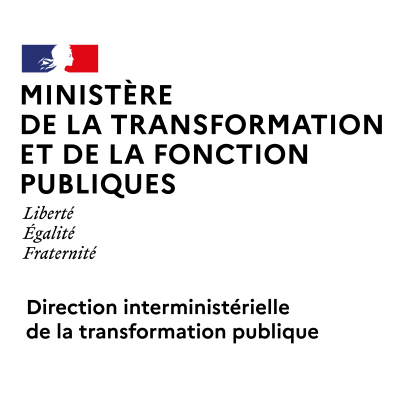 MINISTÈRE
DE LA TRANSFORMATION
ET DE LA FONCTION
PUBLIQUES
Liberté
Égalité
Fraternité
Direction interministérielle
de la transformation publique